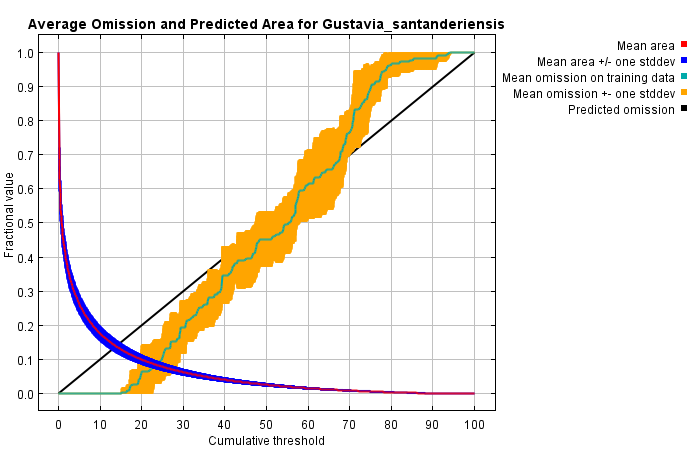 Average Omission and Predicted Area for Gustavia_santanderiensis
Mean area
Mean area +/- one stddev
Mean omission on training data
Mean omission +- one stddev
Predicted omission
Fractional value
1.0
0.9
0.8
0.7
0.6
0.5
0.4
0.3
0.2
0.1
0.0
0 10 20 30 40 50 60 70 80 90 100
Cumulative threshold